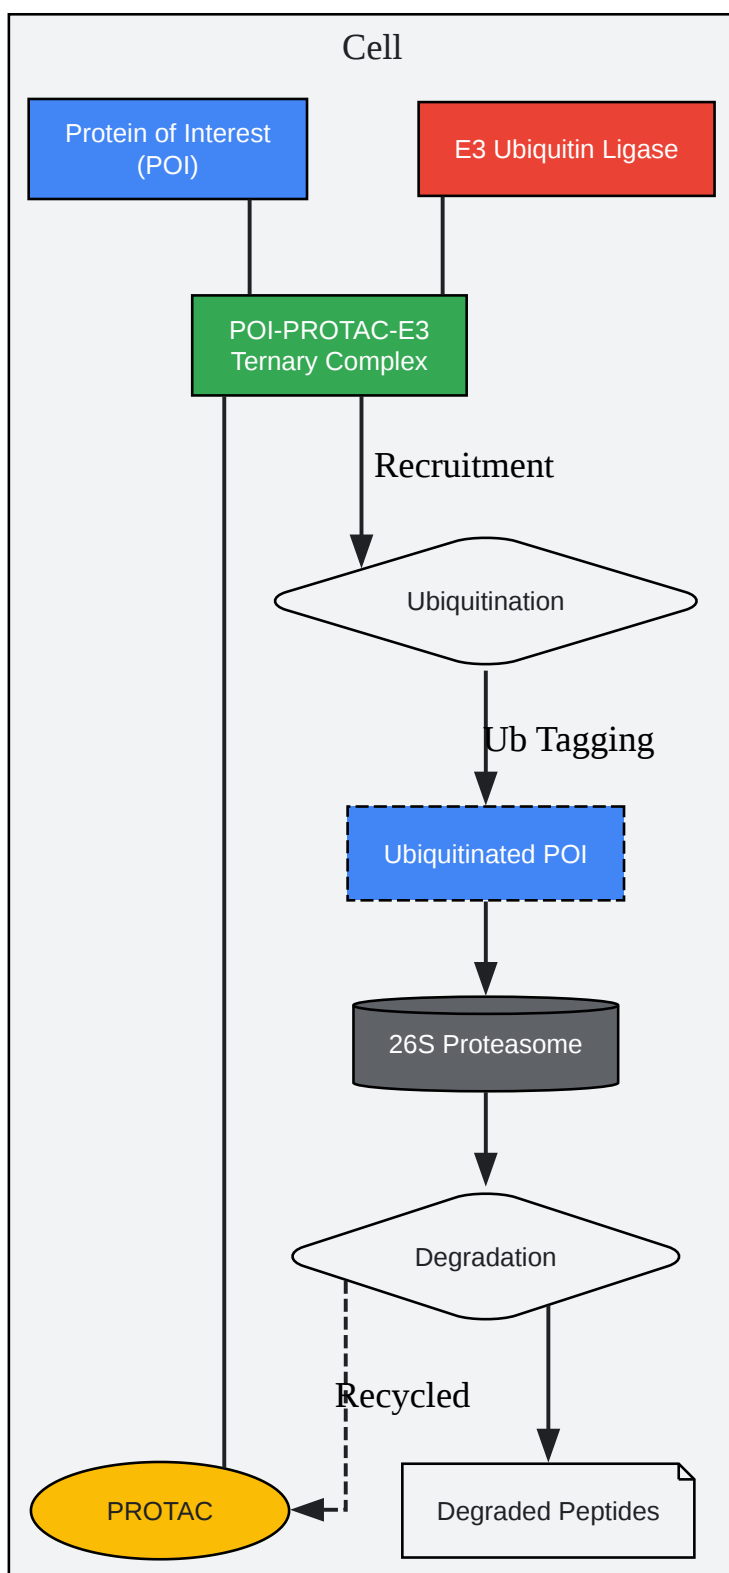 Cell
Protein of Interest
(POI)
E3 Ubiquitin Ligase
POI-PROTAC-E3
Ternary Complex
Recruitment
Ubiquitination
Ub Tagging
Ubiquitinated POI
26S Proteasome
Degradation
Recycled
PROTAC
Degraded Peptides